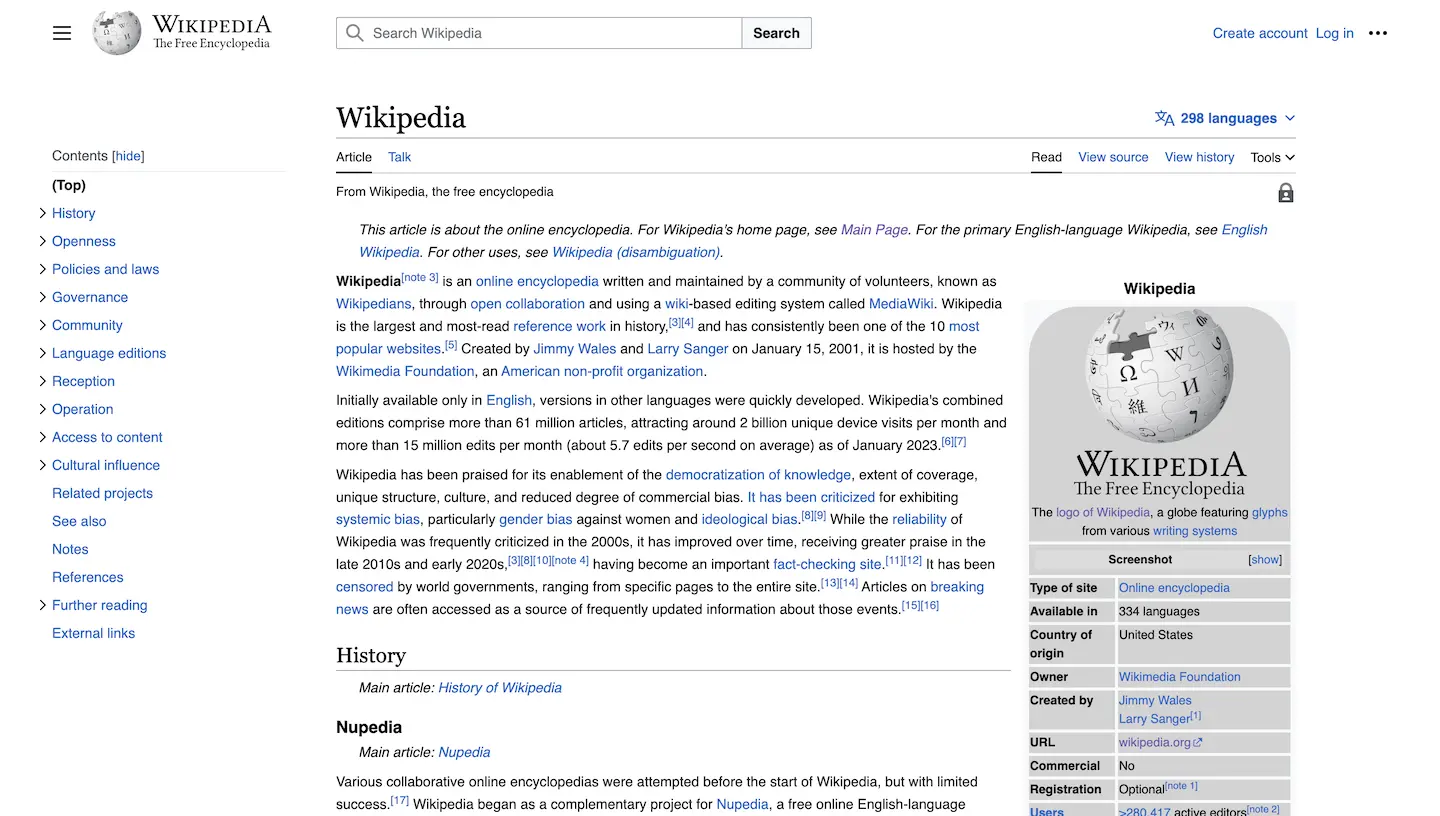 WIKIPEDIA
The Free Encyclopedia
Search Wikipedia
Search
Create account Log in
Contents [hide]
(Top)
History
Openness
Policies and laws
Governance
Community
Language editions
Reception
Operation
Access to content
Cultural influence
Related projects
See also
Notes
References
Further reading
External links
Wikipedia
298 languages
Article Talk
Read View source View history Tools
From Wikipedia, the free encyclopedia
This article is about the online encyclopedia. For Wikipedia's home page, see Main Page. For the primary English-language Wikipedia, see English
Wikipedia. For other uses, see Wikipedia (disambiguation).
Wikipedia[note 3] is an online encyclopedia written and maintained by a community of volunteers, known as
Wikipedians, through open collaboration and using a wiki-based editing system called MediaWiki. Wikipedia
is the largest and most-read reference work in history,[3][4] and has consistently been one of the 10 most
popular websites.[5] Created by Jimmy Wales and Larry Sanger on January 15, 2001, it is hosted by the
Wikimedia Foundation, an American non-profit organization.
Initially available only in English, versions in other languages were quickly developed. Wikipedia's combined
editions comprise more than 61 million articles, attracting around 2 billion unique device visits per month and
more than 15 million edits per month (about 5.7 edits per second on average) as of January 2023.[6][7]
Wikipedia has been praised for its enablement of the democratization of knowledge, extent of coverage,
unique structure, culture, and reduced degree of commercial bias. It has been criticized for exhibiting
systemic bias, particularly gender bias against women and ideological bias.[8][9] While the reliability of
Wikipedia was frequently criticized in the 2000s, it has improved over time, receiving greater praise in the
late 2010s and early 2020s,[3][8][10][note 4] having become an important fact-checking site.[11][12] It has been
censored by world governments, ranging from specific pages to the entire site.[13][14] Articles on breaking
news are often accessed as a source of frequently updated information about those events.[15][16]
History
Main article: History of Wikipedia
Nupedia
Main article: Nupedia
Various collaborative online encyclopedias were attempted before the start of Wikipedia, but with limited
success.[17] Wikipedia began as a complementary project for Nupedia, a free online English-language
Wikipedia
Ω W И 維 7
WIKIPEDIA
The Free Encyclopedia
The logo of Wikipedia, a globe featuring glyphs
from various writing systems
Screenshot [show]
Type of site Online encyclopedia
Available in 334 languages
Country of United States
origin
Owner Wikimedia Foundation
Created by Jimmy Wales
Larry Sanger[1]
URL wikipedia.org
Commercial No
Registration Optional[note 1]
Users >280,417 active editors[note 2]